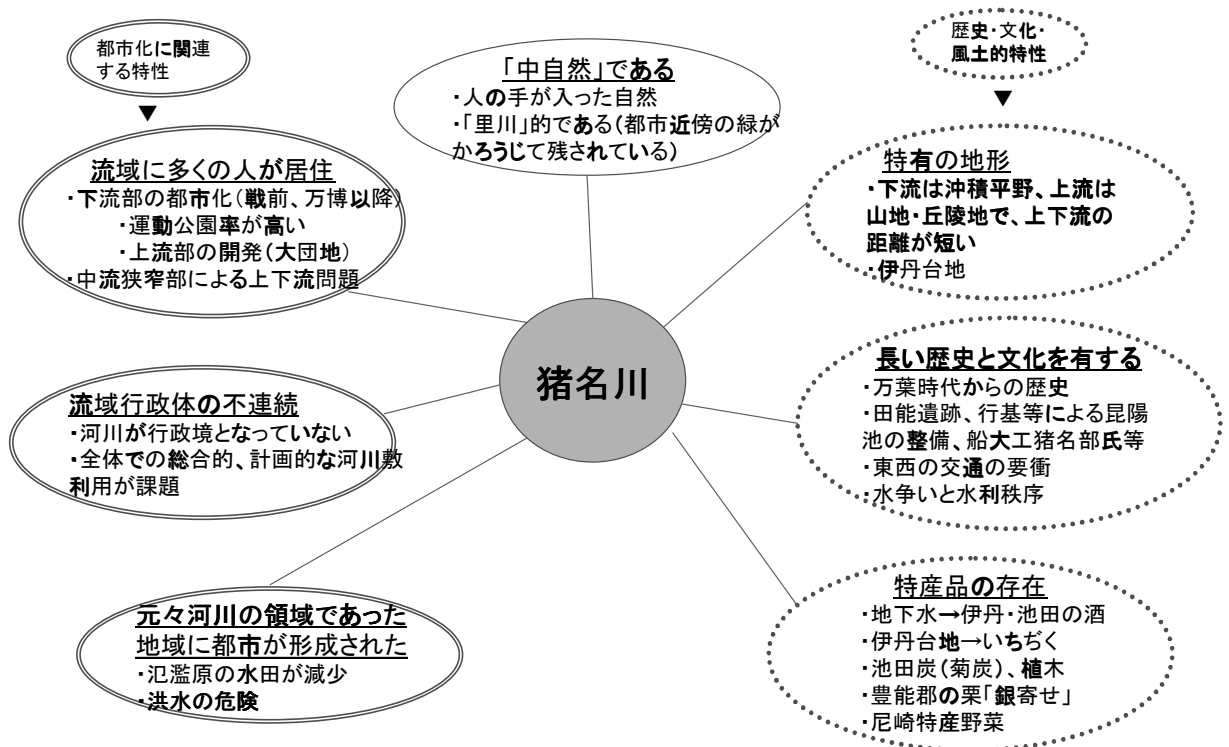 都市化に関連
する特性
▼
流域に多くの人が居住
・下流部の都市化(戦前、万博以降)
・運動公園率が高い
・上流部の開発(大団地)
・中流狭窄部による上下流問題
流域行政体の不連続
・河川が行政境となっていない
・全体での総合的、計画的な河川敷
利用が課題
元々河川の領域であった
地域に都市が形成された
・氾濫原の水田が減少
・洪水の危険
「中自然」である
・人の手が入った自然
・「里川」的である(都市近傍の緑が
かろうじて残されている)
猪名川
歴史・文化・
風土的特性
▼
特有の地形
・下流は沖積平野、上流は
山地・丘陵地で、上下流の
距離が短い
・伊丹台地
長い歴史と文化を有する
・万葉時代からの歴史
・田能遺跡、行基等による昆陽
池の整備、船大工猪名部氏等
・東西の交通の要衝
・水争いと水利秩序
特産品の存在
・地下水→伊丹・池田の酒
・伊丹台地→いちぢく
・池田炭(菊炭)、植木
・豊能郡の栗「銀寄せ」
・尼崎特産野菜